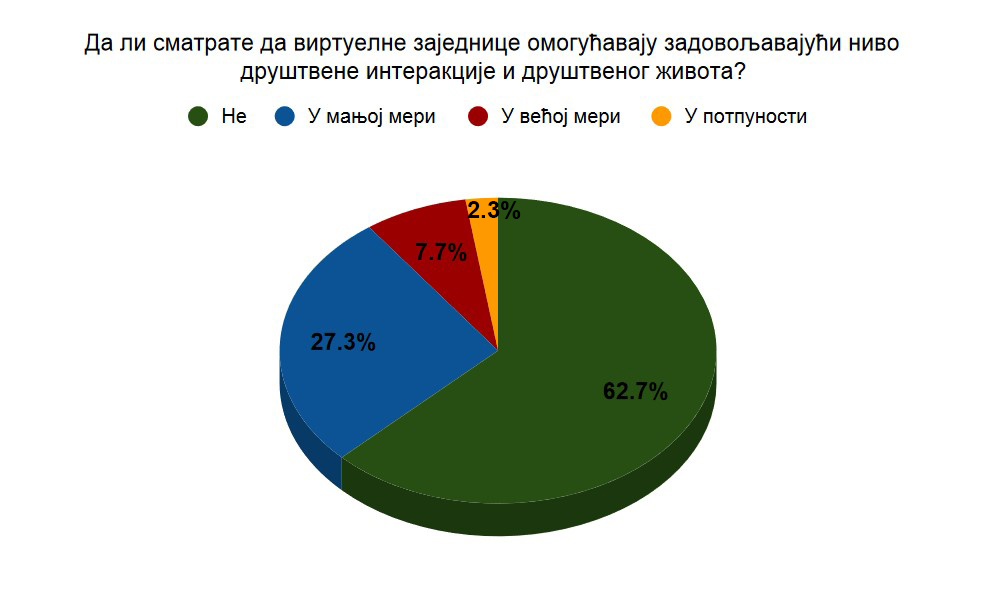 Да ли сматрате да виртуелне заједнице омогућавају задовољавајући ниво
друштвене интеракције и друштвеног живота?
Не У мањој мери У већој мери У потпуности
2.3%
7.7%
27.3%
62.7%